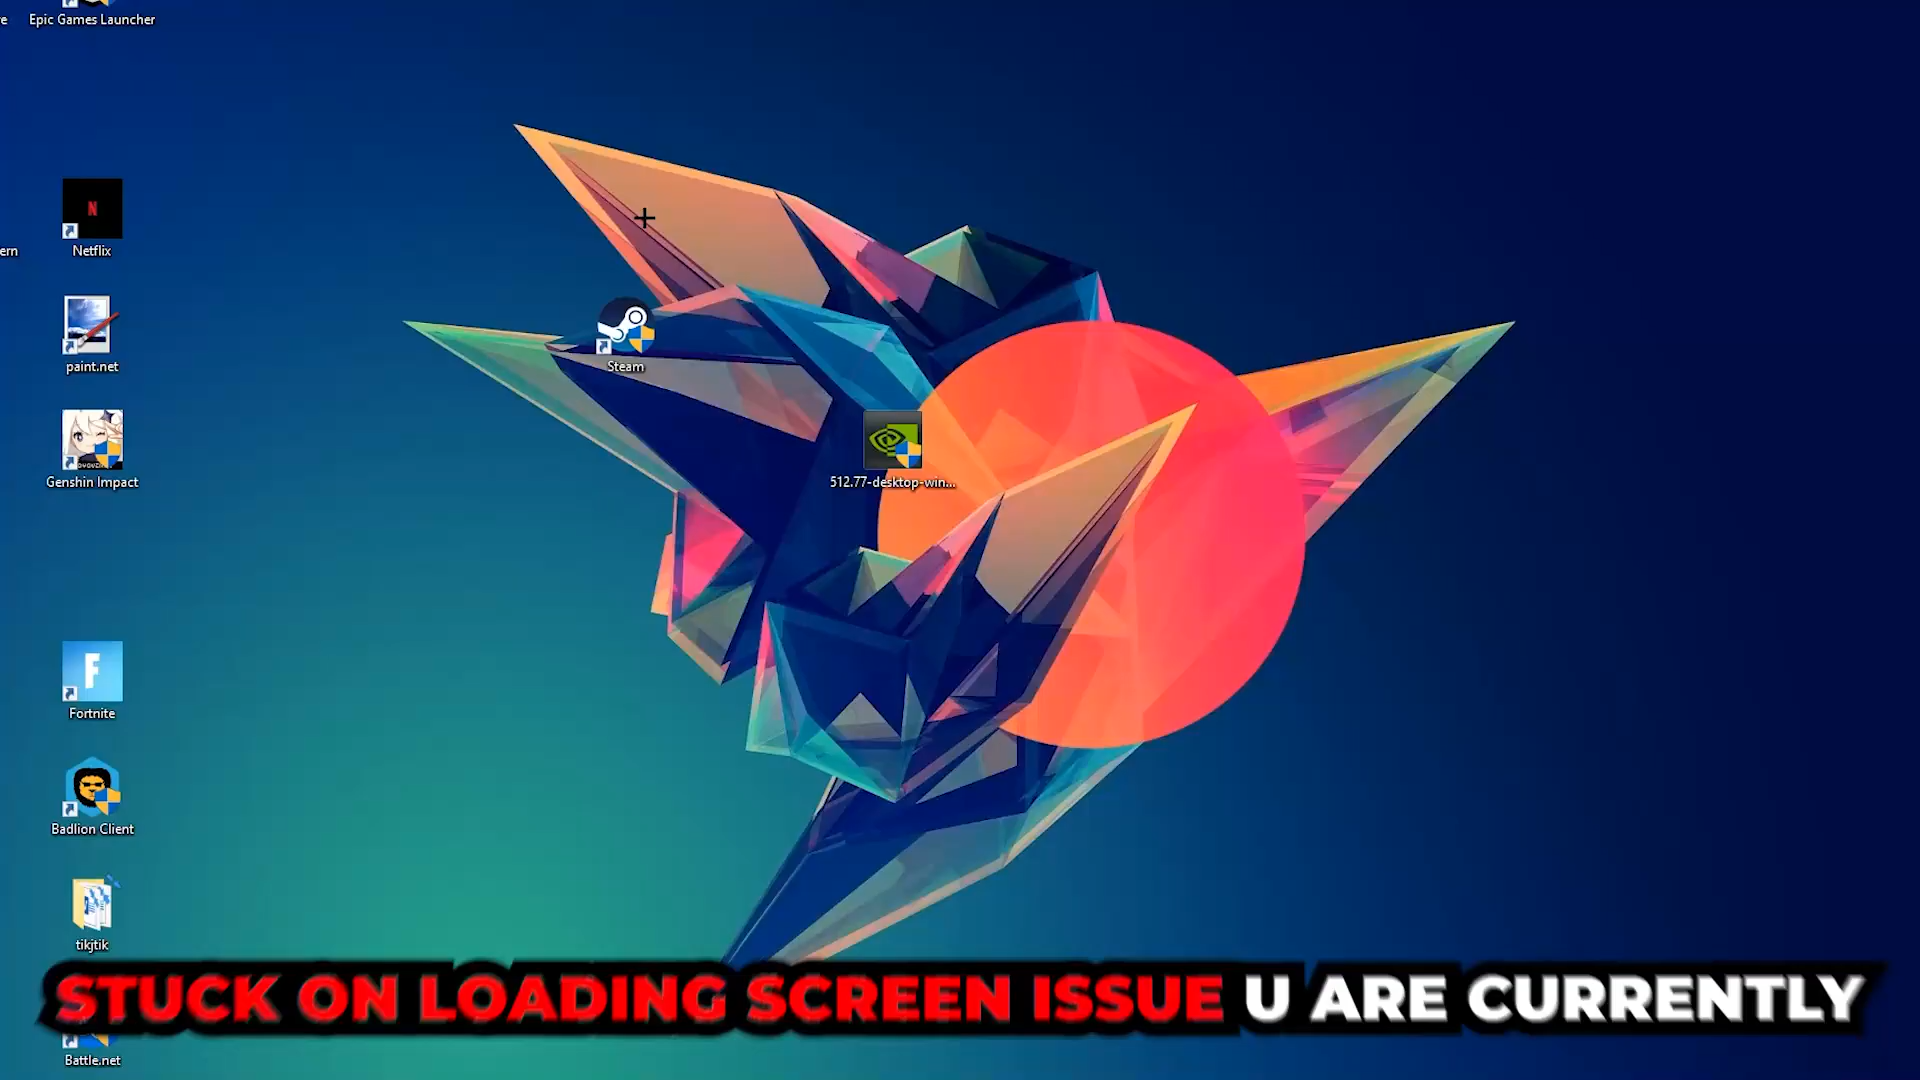 Epic Games Launcher
N
Netflix
ern
paint.net
Steam
Genshin Impact
512.77-desktop-win...
F
Fortnite
Badlion Client
tikjtik
STUCK ON LOADING SCREEN ISSUE U ARE CURRENTLY
Battle.net